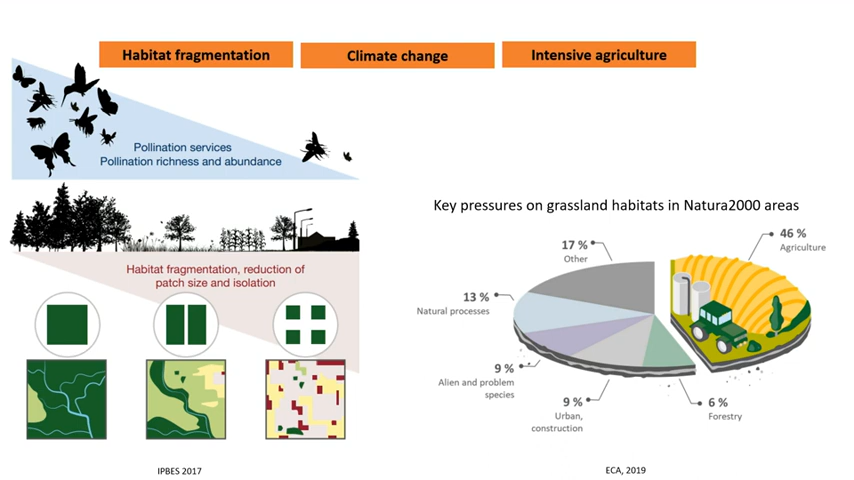 Habitat fragmentation
Climate change
Intensive agriculture
Pollination services
Pollination richness and abundance
Habitat fragmentation, reduction of
patch size and isolation
IPBES 2017
Key pressures on grassland habitats in Natura2000 areas
46 %
Agriculture
17 %
Other
13 %
Natural processes
9 %
Alien and problem
species
9 %
Urban,
construction
6 %
Forestry
ECA, 2019